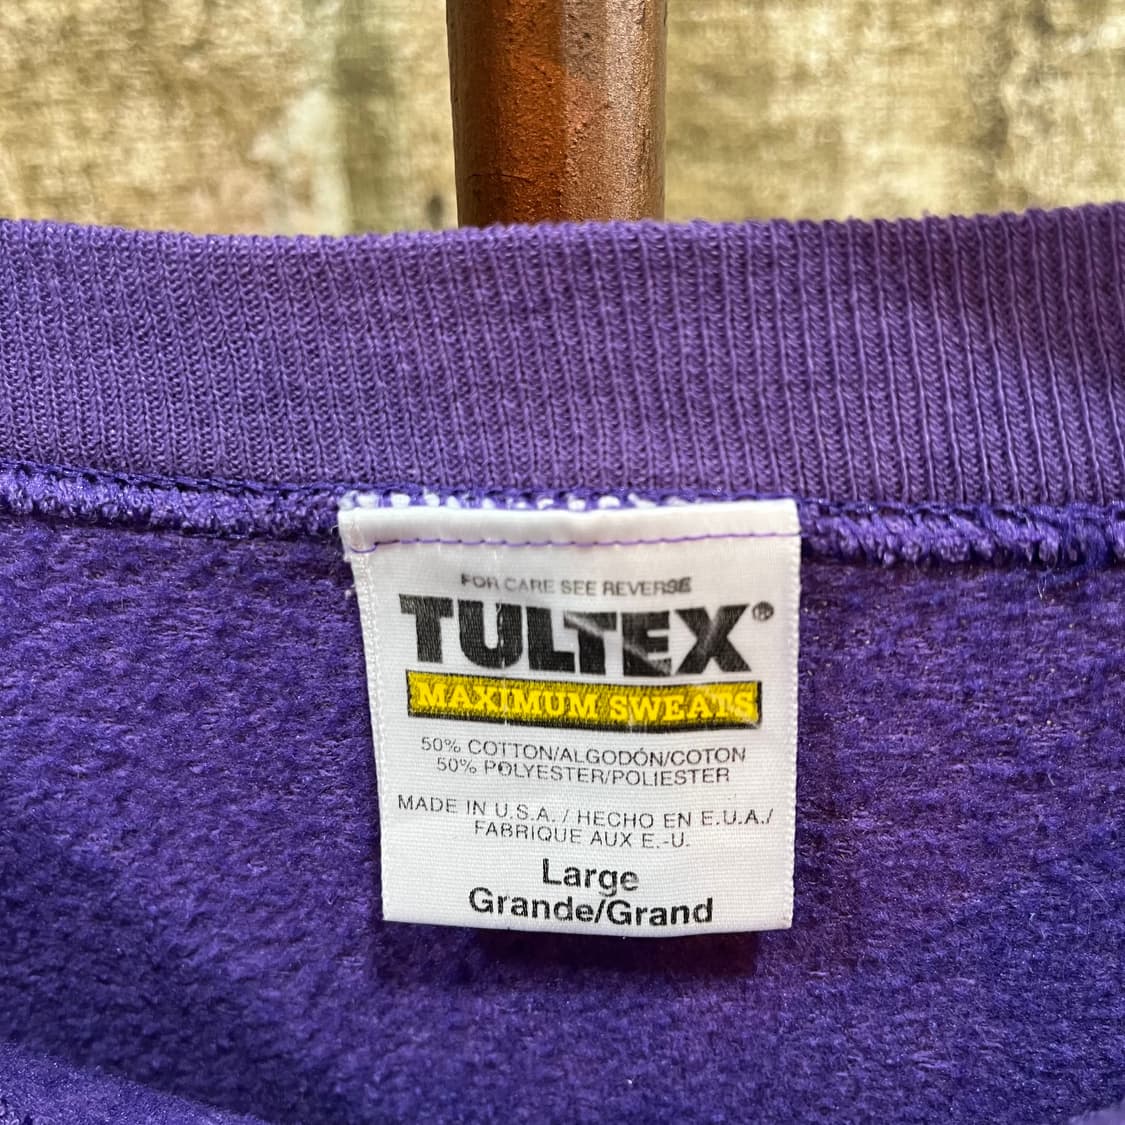 FOR CARE SEE REVERSE
TULTEX®
MAXIMUM SWEATS
50% COTTON/ALGODÓN/COTON
50% POLYESTER/POLIESTER
MADE IN U.S.A. / HECHO EN E.U.A./
FABRIQUE AUX E.-U.
Large
Grande/Grand